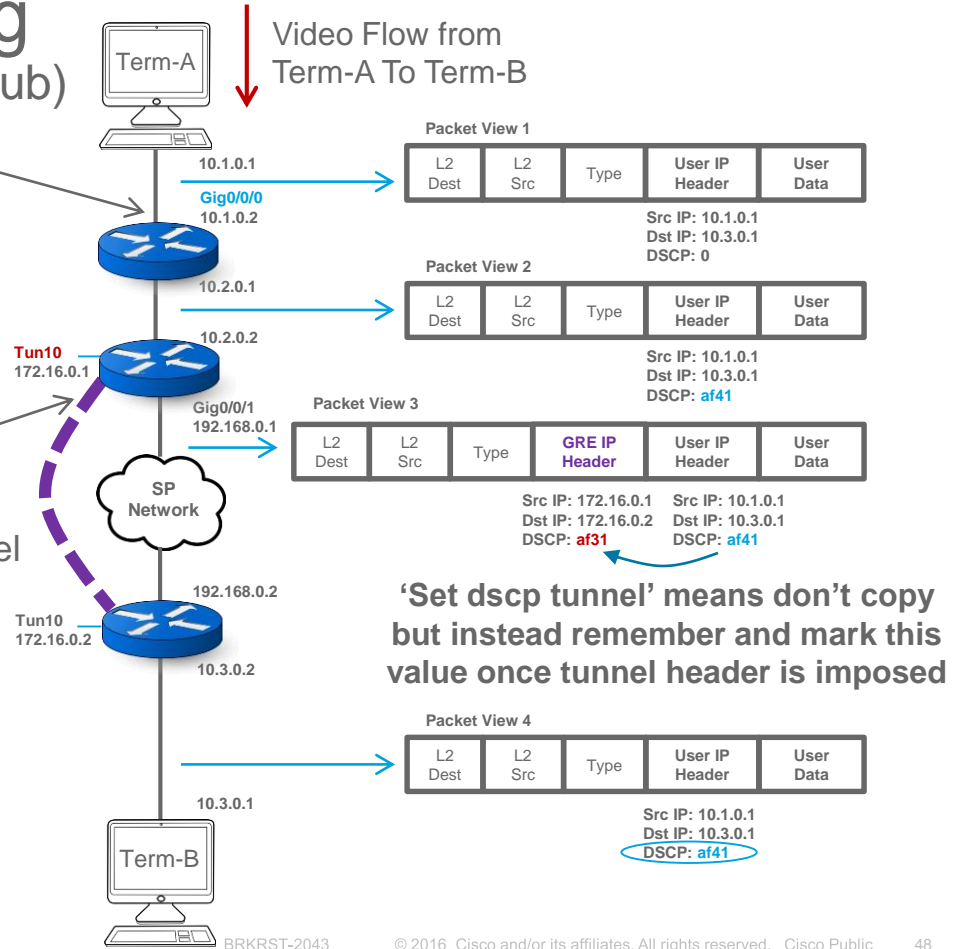 g
ub)
Term-A
Video Flow from
Term-A To Term-B
Packet View 1
10.1.0.1
Gig0/0/0
10.1.0.2
L2 Dest
L2 Src
Type
User IP Header
User Data
Src IP: 10.1.0.1
Dst IP: 10.3.0.1
DSCP: 0
Packet View 2
10.2.0.1
L2 Dest
L2 Src
Type
User IP Header
User Data
10.2.0.2
Src IP: 10.1.0.1
Dst IP: 10.3.0.1
DSCP: af41
Tun10
172.16.0.1
Packet View 3
Gig0/0/1
192.168.0.1
L2 Dest
L2 Src
Type
GRE IP Header
User IP Header
User Data
SP
Network
Src IP: 172.16.0.1
Dst IP: 172.16.0.2
DSCP: af31
Src IP: 10.1.0.1
Dst IP: 10.3.0.1
DSCP: af41
el
‘Set dscp tunnel’ means don’t copy
but instead remember and mark this
value once tunnel header is imposed
192.168.0.2
Tun10
172.16.0.2
10.3.0.2
Packet View 4
L2 Dest
L2 Src
Type
User IP Header
User Data
10.3.0.1
Src IP: 10.1.0.1
Dst IP: 10.3.0.1
DSCP: af41
Term-B
BRKRST-2043 © 2016 Cisco and/or its affiliates. All rights reserved. Cisco Public 48